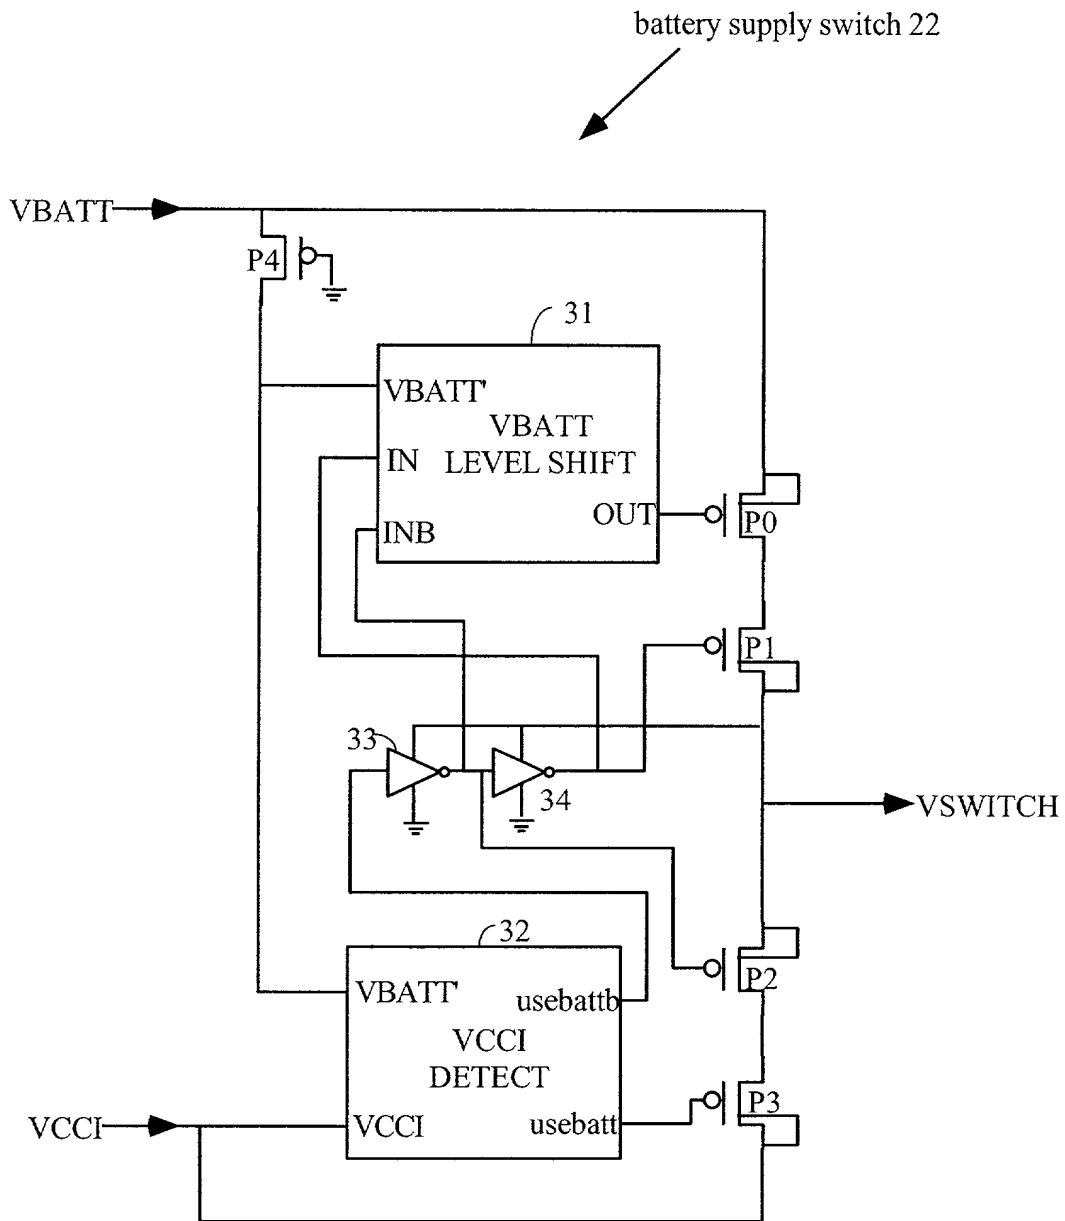 battery supply switch 22
VBATT
P4
31
VBATT'
VBATT
LEVEL SHIFT
IN
OUT
INB
P0
P1
33
34
VSWITCH
32
VBATT'
usebattb
VCCI
DETECT
P2
VCCI
VCCI
usebatt
P3